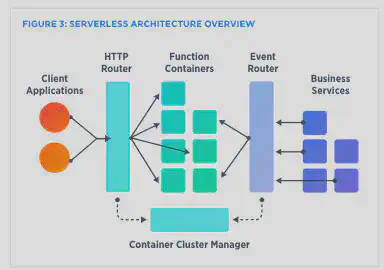 FIGURE 3: SERVERLESS ARCHITECTURE OVERVIEW
Client
Applications
HTTP
Router
Function
Containers
Event
Router
Business
Services
Container Cluster Manager